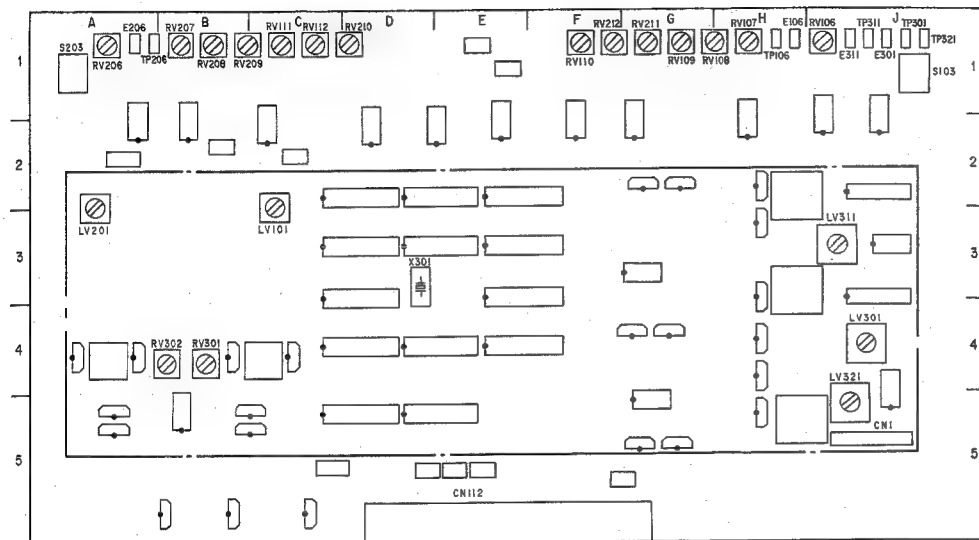 A B C D E F G H J
E206 RV207 RV111 RV112 RV210 RV212 RV211 RV107 E106 RV106 TP311 TP301
S203 TP321
1 RV206 TP206 RV208 RV209 RV110 RV109 RV108 TP106 E311 E301 S103 1
2 2
LV201 LV101 LV311
3 X301 3
LV301
4 RV302 RV301 4
LV321
CN1
5 5
CN112